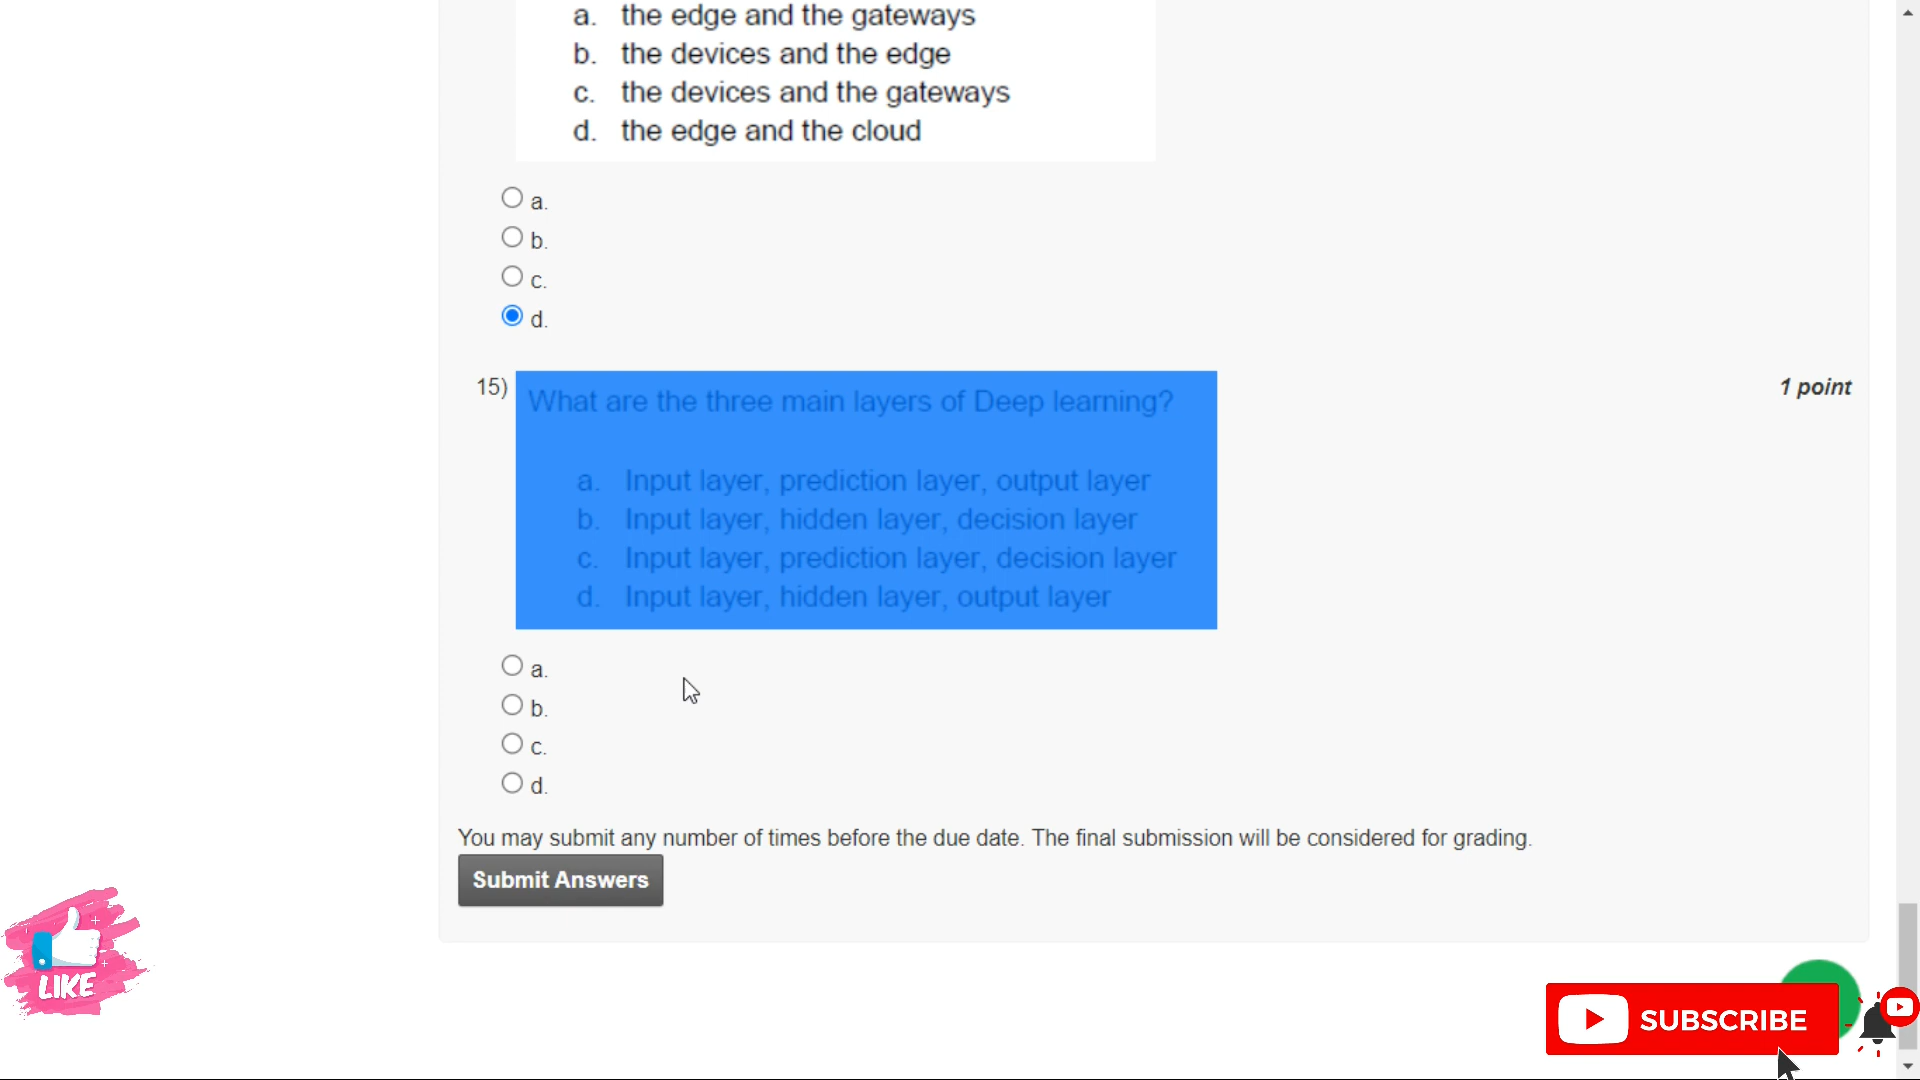 a. the edge and the gateways
b. the devices and the edge
c. the devices and the gateways
d. the edge and the cloud
a.
b.
c.
d.
15) What are the three main layers of Deep learning? 1 point
a. Input layer, prediction layer, output layer
b. Input layer, hidden layer, decision layer
c. Input layer, prediction layer, decision layer
d. Input layer, hidden layer, output layer
a.
b.
c.
d.
You may submit any number of times before the due date. The final submission will be considered for grading.
Submit Answers
LIKE
SUBSCRIBE